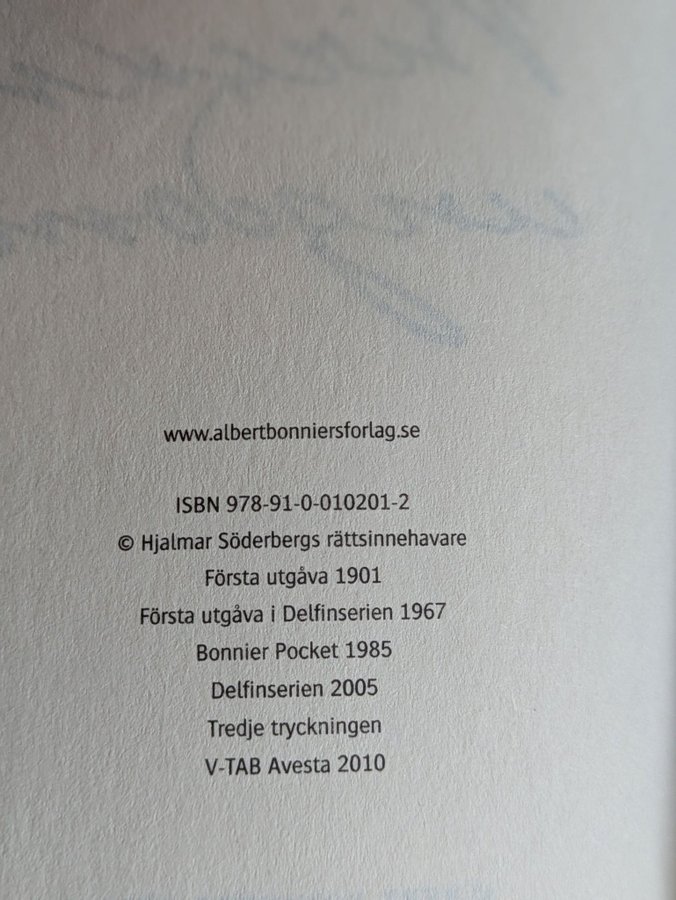 www.albertbonniersforlag.se
ISBN 978-91-0-010201-2
© Hjalmar Söderbergs rättsinnehavare
Första utgåva 1901
Första utgåva i Delfinserien 1967
Bonnier Pocket 1985
Delfinserien 2005
Tredje tryckningen
V-TAB Avesta 2010